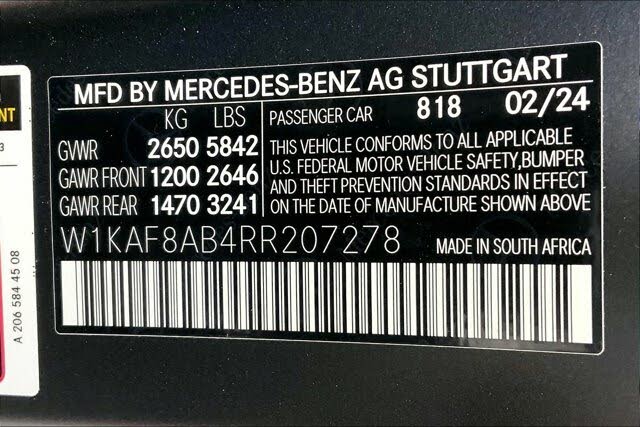 MFD BY MERCEDES-BENZ AG STUTTGART
KG LBS
GVWR 2650 5842
GAWR FRONT 1200 2646
GAWR REAR 1470 3241
PASSENGER CAR 818 02/24
THIS VEHICLE CONFORMS TO ALL APPLICABLE
U.S. FEDERAL MOTOR VEHICLE SAFETY,BUMPER
AND THEFT PREVENTION STANDARDS IN EFFECT
ON THE DATE OF MANUFACTURE SHOWN ABOVE
W1KAF8AB4RR207278
MADE IN SOUTH AFRICA
A 206 584 45 08